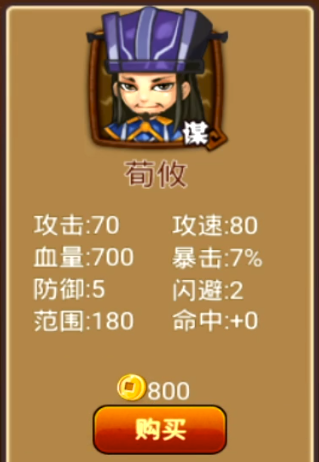 谋
荀攸
攻击:70 攻速:80
血量:700 暴击:7%
防御:5 闪避:2
范围:180 命中:+0
800
购买